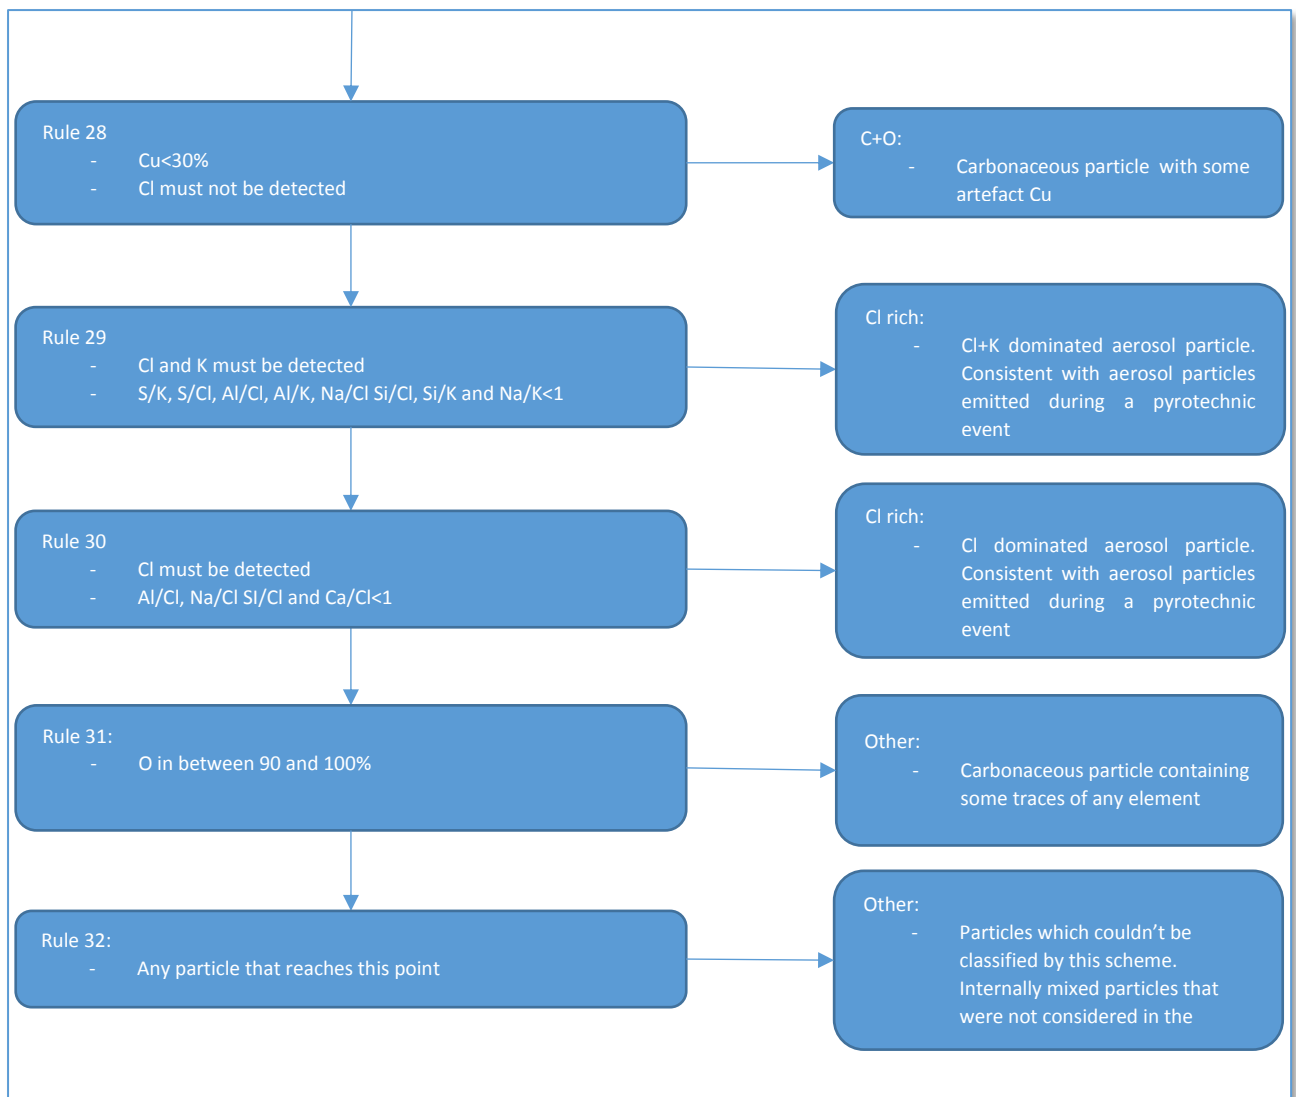 Rule 28
- Cu<30%
- Cl must not be detected
C+O:
- Carbonaceous particle with some
artefact Cu
Rule 29
- Cl and K must be detected
- S/K, S/Cl, Al/Cl, Al/K, Na/Cl Si/Cl, Si/K and Na/K<1
Cl rich:
- Cl+K dominated aerosol particle.
Consistent with aerosol particles
emitted during a pyrotechnic
event
Rule 30
- Cl must be detected
- Al/Cl, Na/Cl SI/Cl and Ca/Cl<1
Cl rich:
- Cl dominated aerosol particle.
Consistent with aerosol particles
emitted during a pyrotechnic
event
Rule 31:
- O in between 90 and 100%
Other:
- Carbonaceous particle containing
some traces of any element
Rule 32:
- Any particle that reaches this point
Other:
- Particles which couldn’t be
classified by this scheme.
Internally mixed particles that
were not considered in the